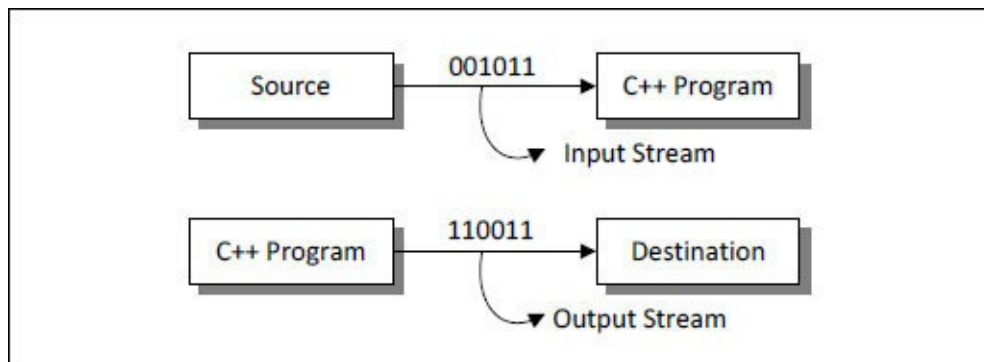 001011
Source
C++ Program
Input Stream
110011
C++ Program
Destination
Output Stream